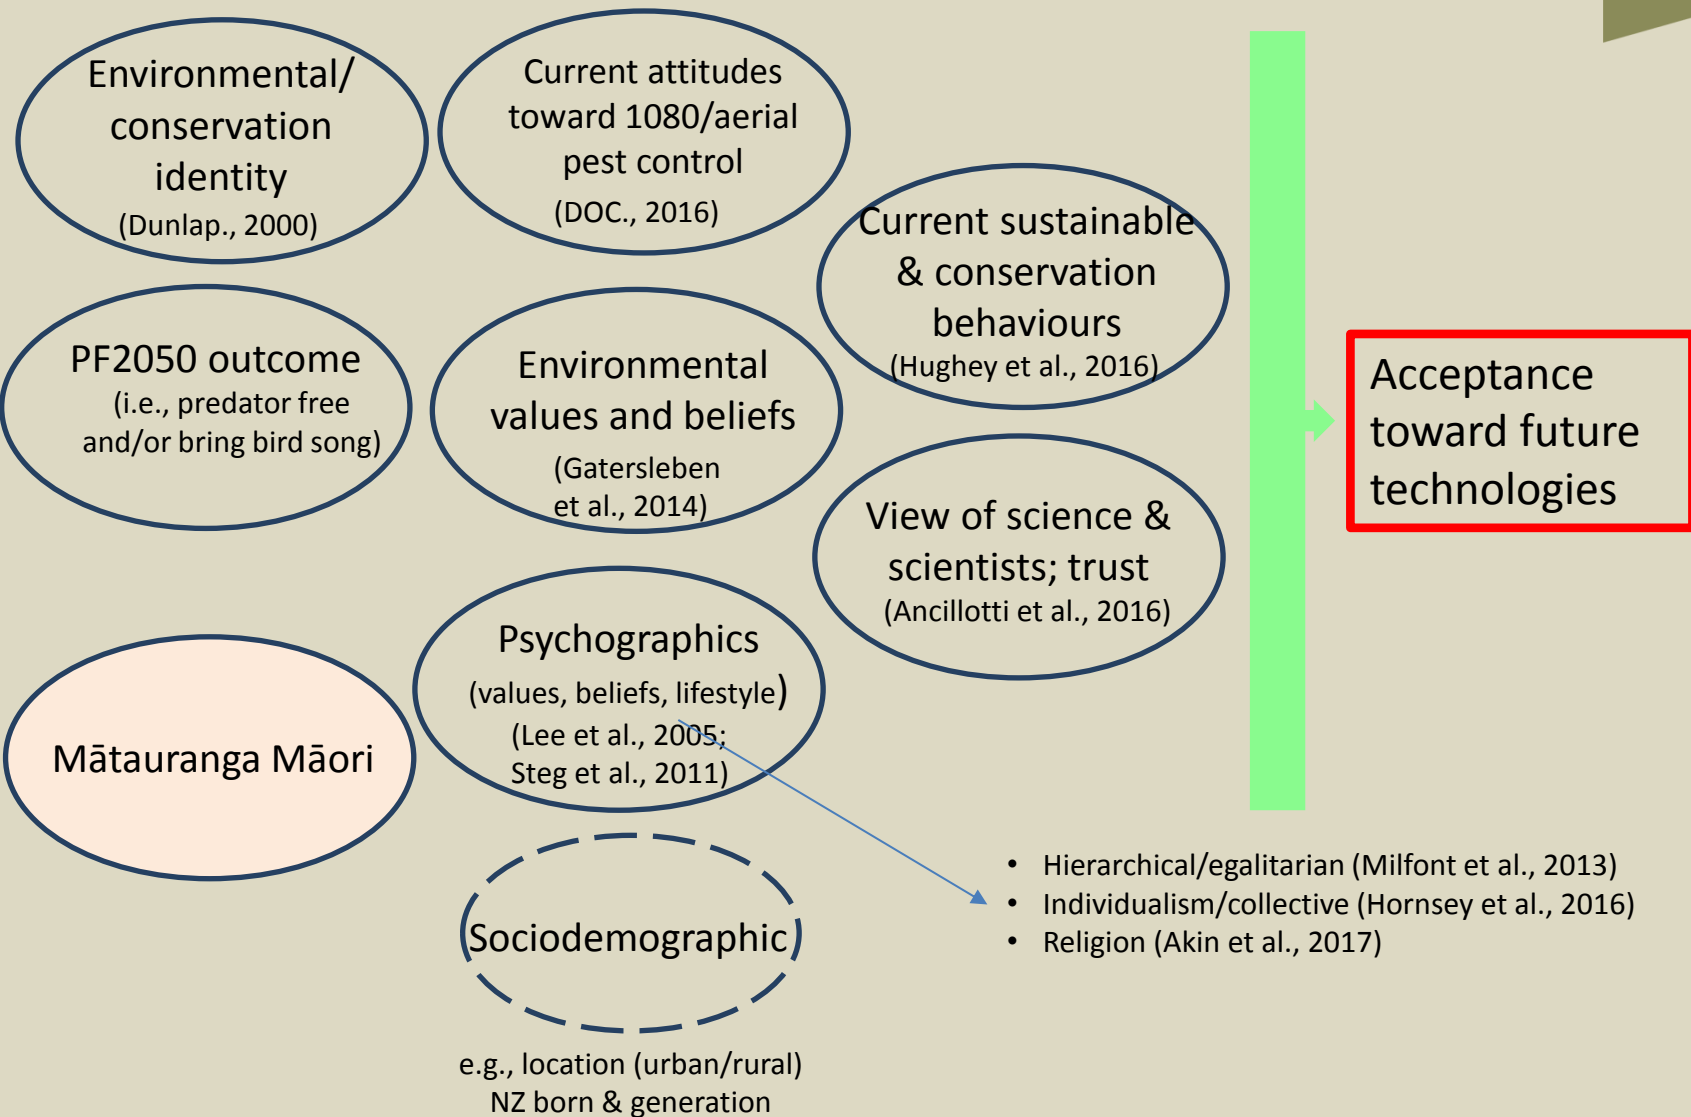 Environmental/
conservation
identity
(Dunlap., 2000)
Current attitudes
toward 1080/aerial
pest control
(DOC., 2016)
Current sustainable
& conservation
behaviours
(Hughey et al., 2016)
PF2050 outcome
(i.e., predator free
and/or bring bird song)
Environmental
values and beliefs
(Gatersleben
et al., 2014)
View of science &
scientists; trust
(Ancillotti et al., 2016)
Acceptance
toward future
technologies
Mātauranga Māori
Psychographics
(values, beliefs, lifestyle)
(Lee et al., 2005;
Steg et al., 2011)
• Hierarchical/egalitarian (Milfont et al., 2013)
• Individualism/collective (Hornsey et al., 2016)
• Religion (Akin et al., 2017)
Sociodemographic
e.g., location (urban/rural)
NZ born & generation